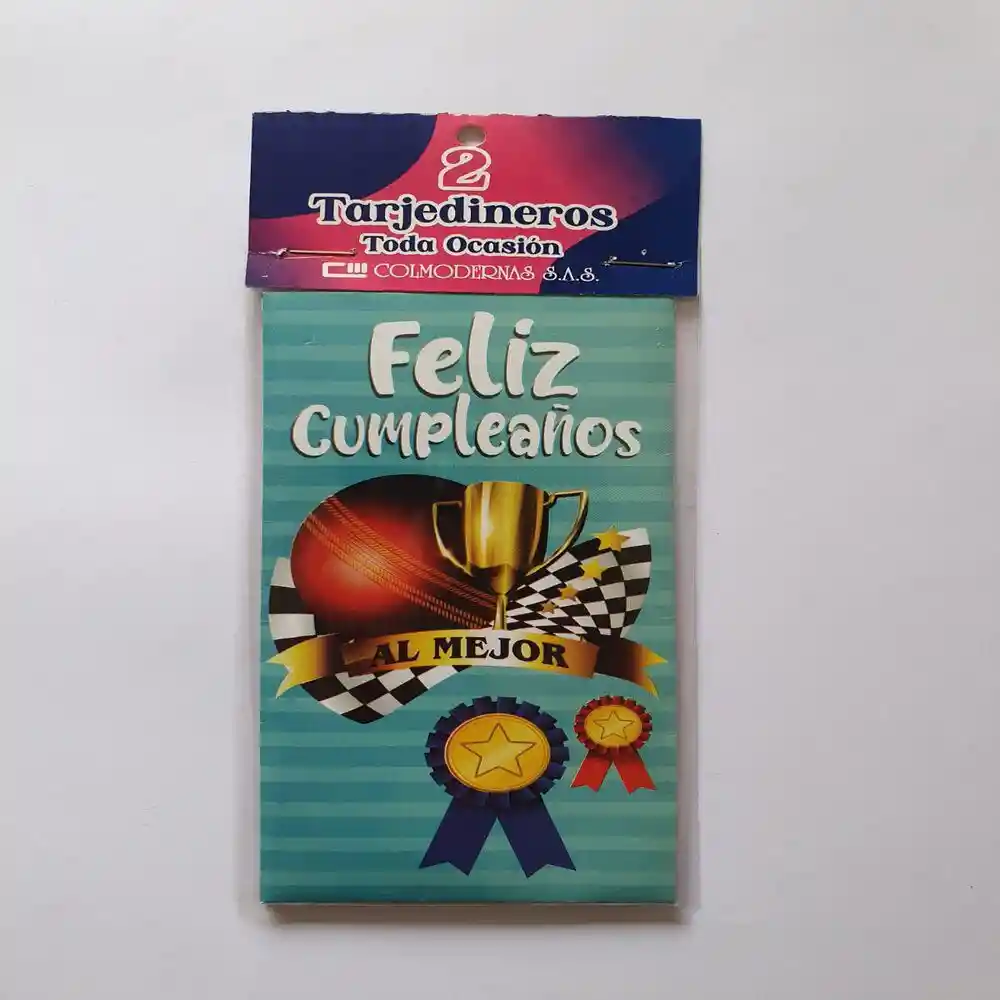 2
Tarjedineros
Toda Ocasión
COLMODERNAS S.A.S.
Feliz
Cumpleaños
AL MEJOR